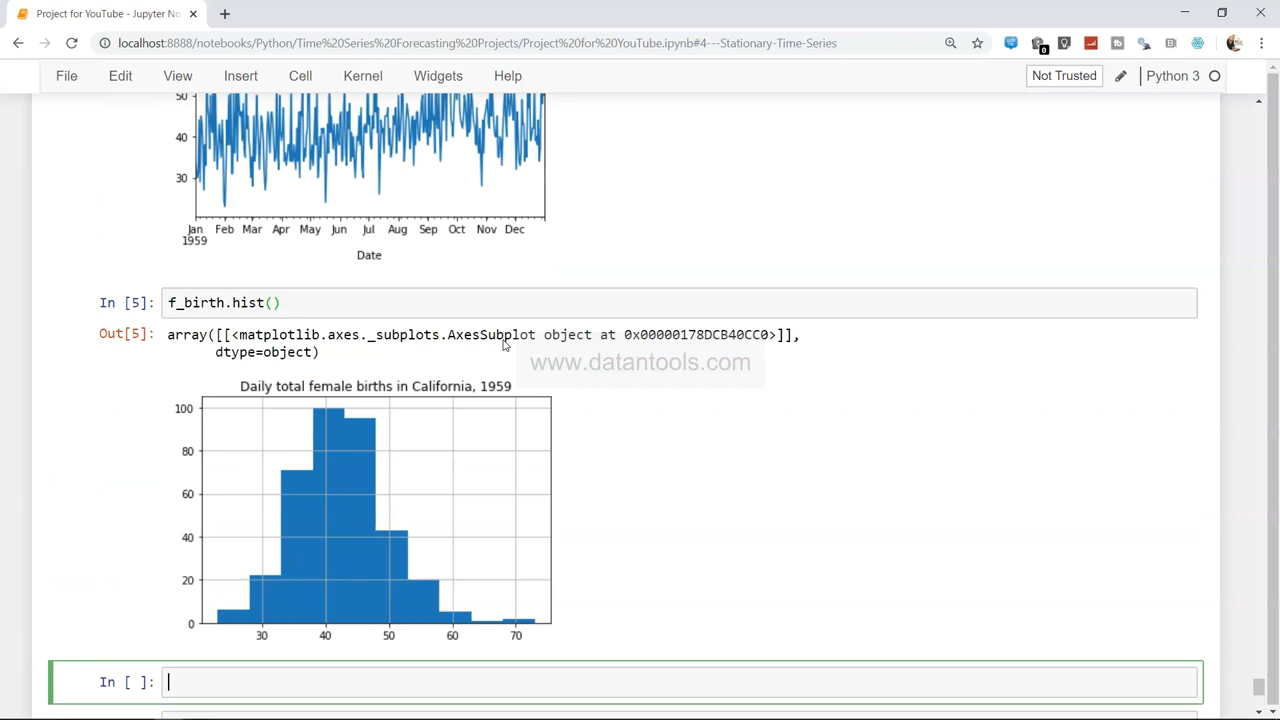 Project for YouTube - Jupyter No
localhost:8888/notebooks/Python/Time%20Series%20Forecasting%20Projects/Project%20for%20YouTube.ipynb#4---Stationary-Time-Series
0
File Edit View Insert Cell Kernel Widgets Help Not Trusted Python 3
50
40
30
Jan Feb Mar Apr May Jun Jul Aug Sep Oct Nov Dec
1959
Date
In [5]: f_birth.hist()
Out[5]: array([[<matplotlib.axes._subplots.AxesSubplot object at 0x00000178DCB40CC0>]],
dtype=object)
www.datantools.com
Daily total female births in California, 1959
100
80
60
40
20
0
30 40 50 60 70
In [ ]: